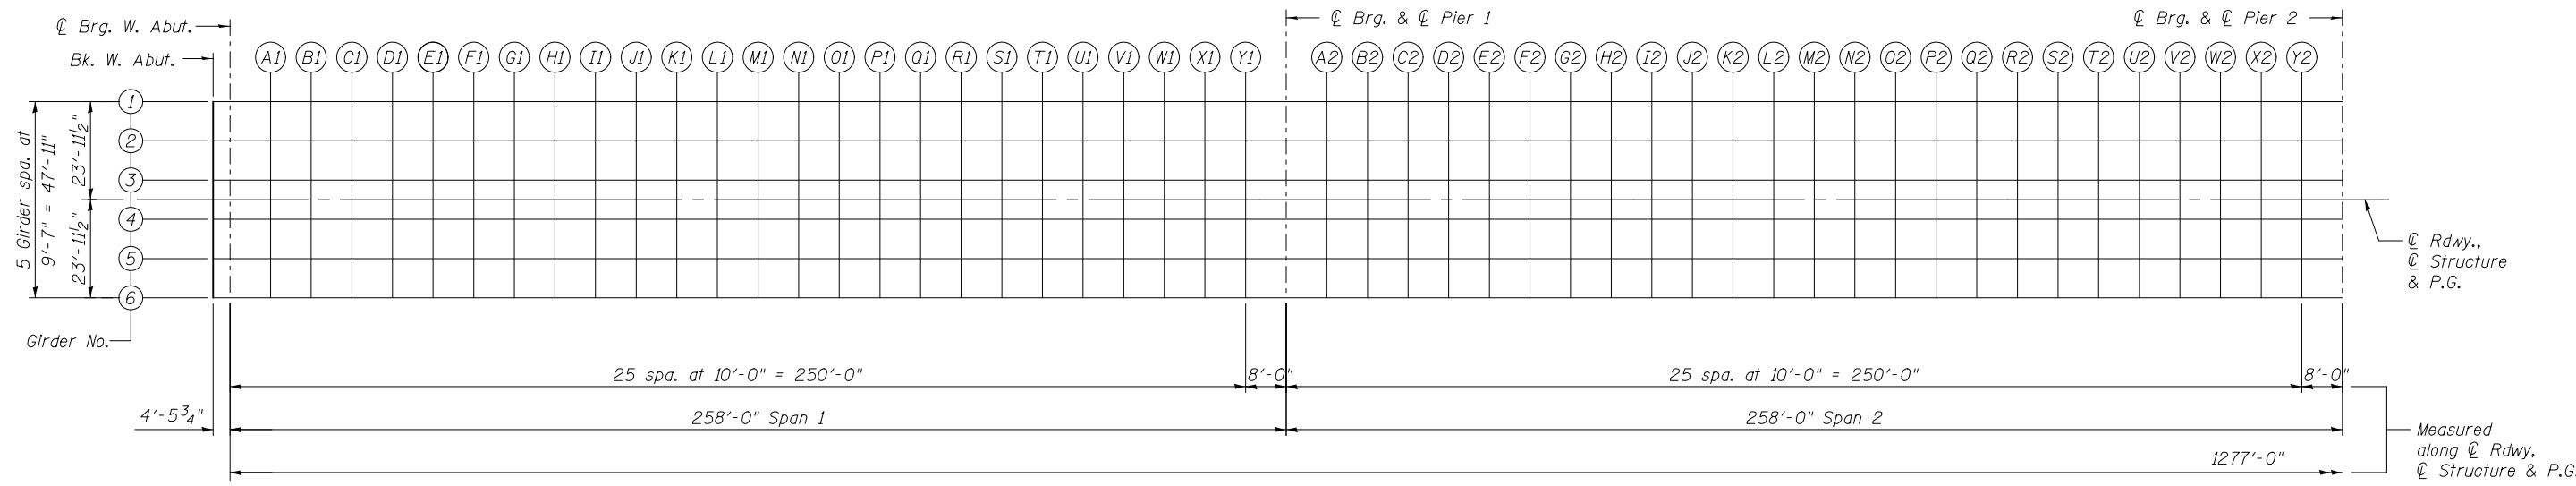 ℄ Brg. W. Abut.
Bk. W. Abut.
℄ Brg. & ℄ Pier 1
℄ Brg. & ℄ Pier 2
A1 B1 C1 D1 E1 F1 G1 H1 I1 J1 K1 L1 M1 N1 O1 P1 Q1 R1 S1 T1 U1 V1 W1 X1 Y1 A2 B2 C2 D2 E2 F2 G2 H2 I2 J2 K2 L2 M2 N2 O2 P2 Q2 R2 S2 T2 U2 V2 W2 X2 Y2
1
2
3
4
5
6
5 Girder spa. at
9'-7" = 47'-11"
23'-11½"
23'-11½"
Girder No.
℄ Rdwy.,
℄ Structure
& P.G.
25 spa. at 10'-0" = 250'-0"
8'-0"
25 spa. at 10'-0" = 250'-0"
8'-0"
4'-5¾"
258'-0" Span 1
258'-0" Span 2
1277'-0"
Measured
along ℄ Rdwy,
℄ Structure & P.G.